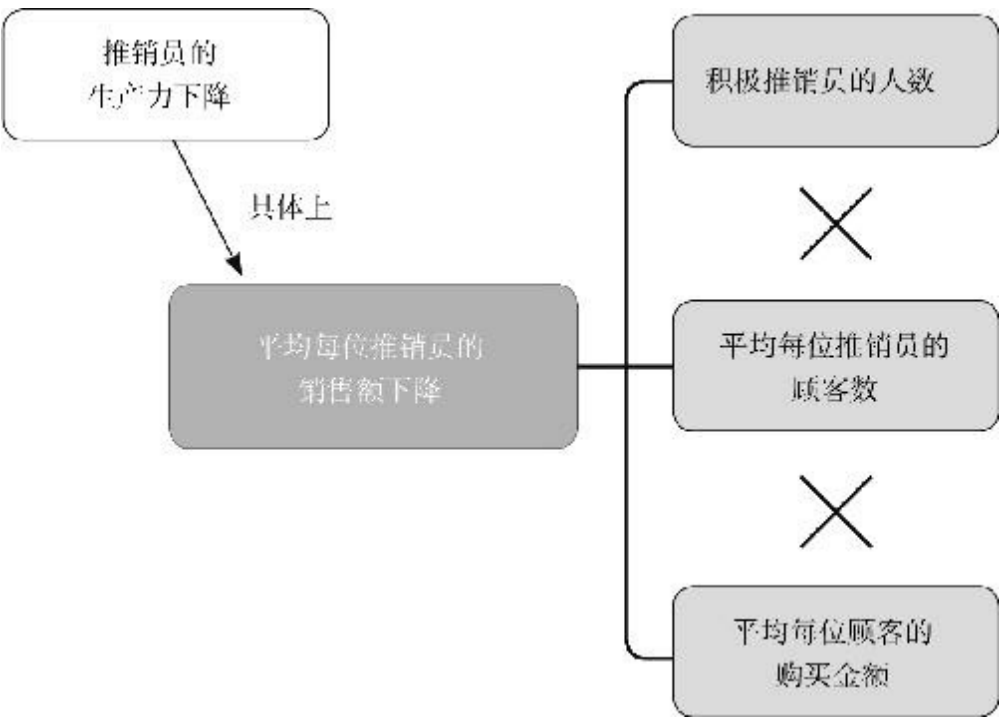 推销员的
生产力下降
具体上
平均每位推销员的
销售额下降
积极推销员的人数
平均每位推销员的
顾客数
平均每位顾客的
购买金额